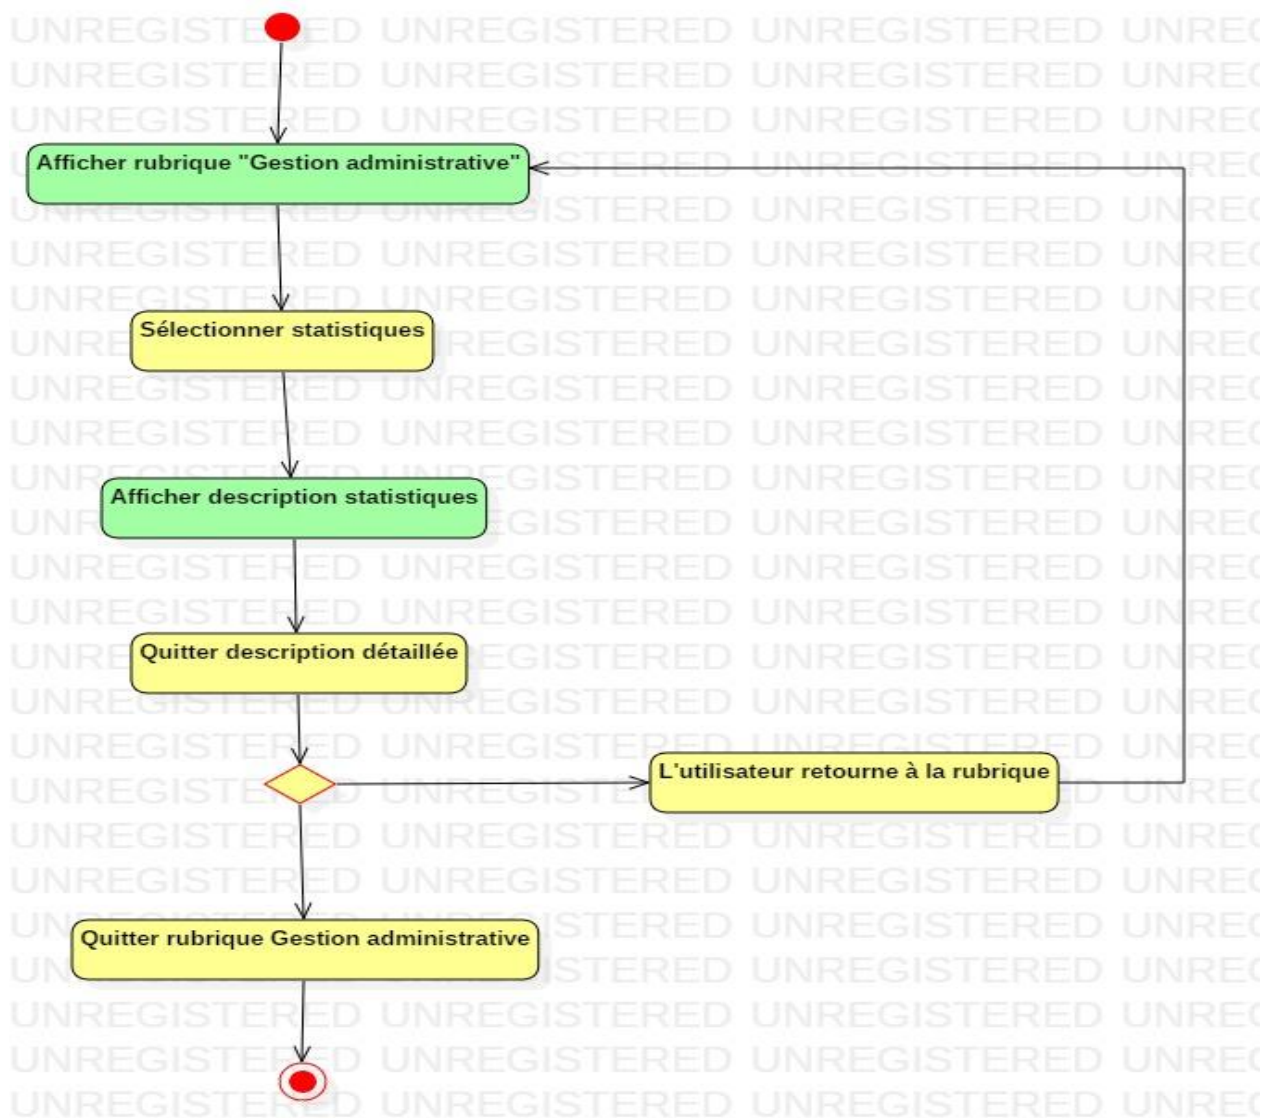 Afficher rubrique "Gestion administrative"
Sélectionner statistiques
Afficher description statistiques
Quitter description détaillée
L'utilisateur retourne à la rubrique
Quitter rubrique Gestion administrative
UNREGISTERED